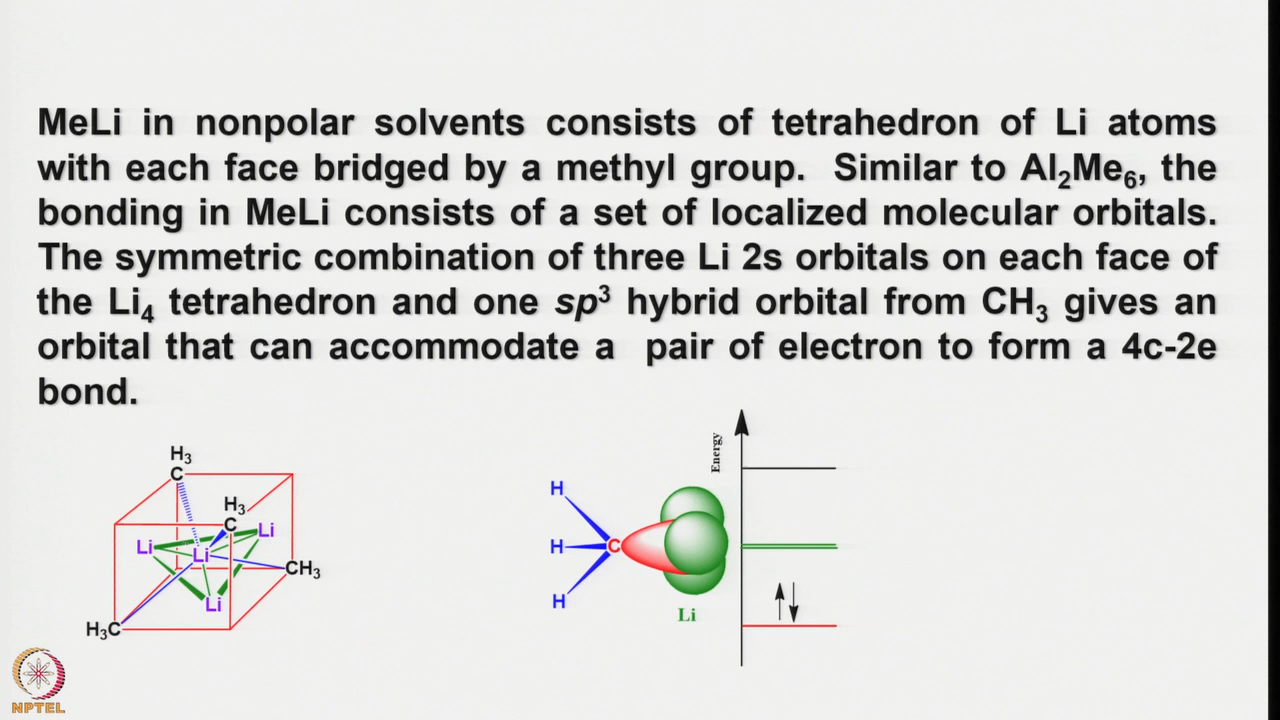 MeLi in nonpolar solvents consists of tetrahedron of Li atoms
with each face bridged by a methyl group. Similar to Al₂Me₆, the
bonding in MeLi consists of a set of localized molecular orbitals.
The symmetric combination of three Li 2s orbitals on each face of
the Li₄ tetrahedron and one sp³ hybrid orbital from CH₃ gives an
orbital that can accommodate a pair of electron to form a 4c-2e
bond.
H₃
C
H₃
C
Li
Li
Li
CH₃
Li
H₃C
H
H
C
H
Li
Energy
NPTEL